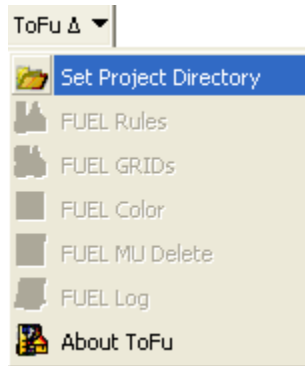 ToFu Δ
Set Project Directory
FUEL Rules
FUEL GRIDs
FUEL Color
FUEL MU Delete
FUEL Log
About ToFu